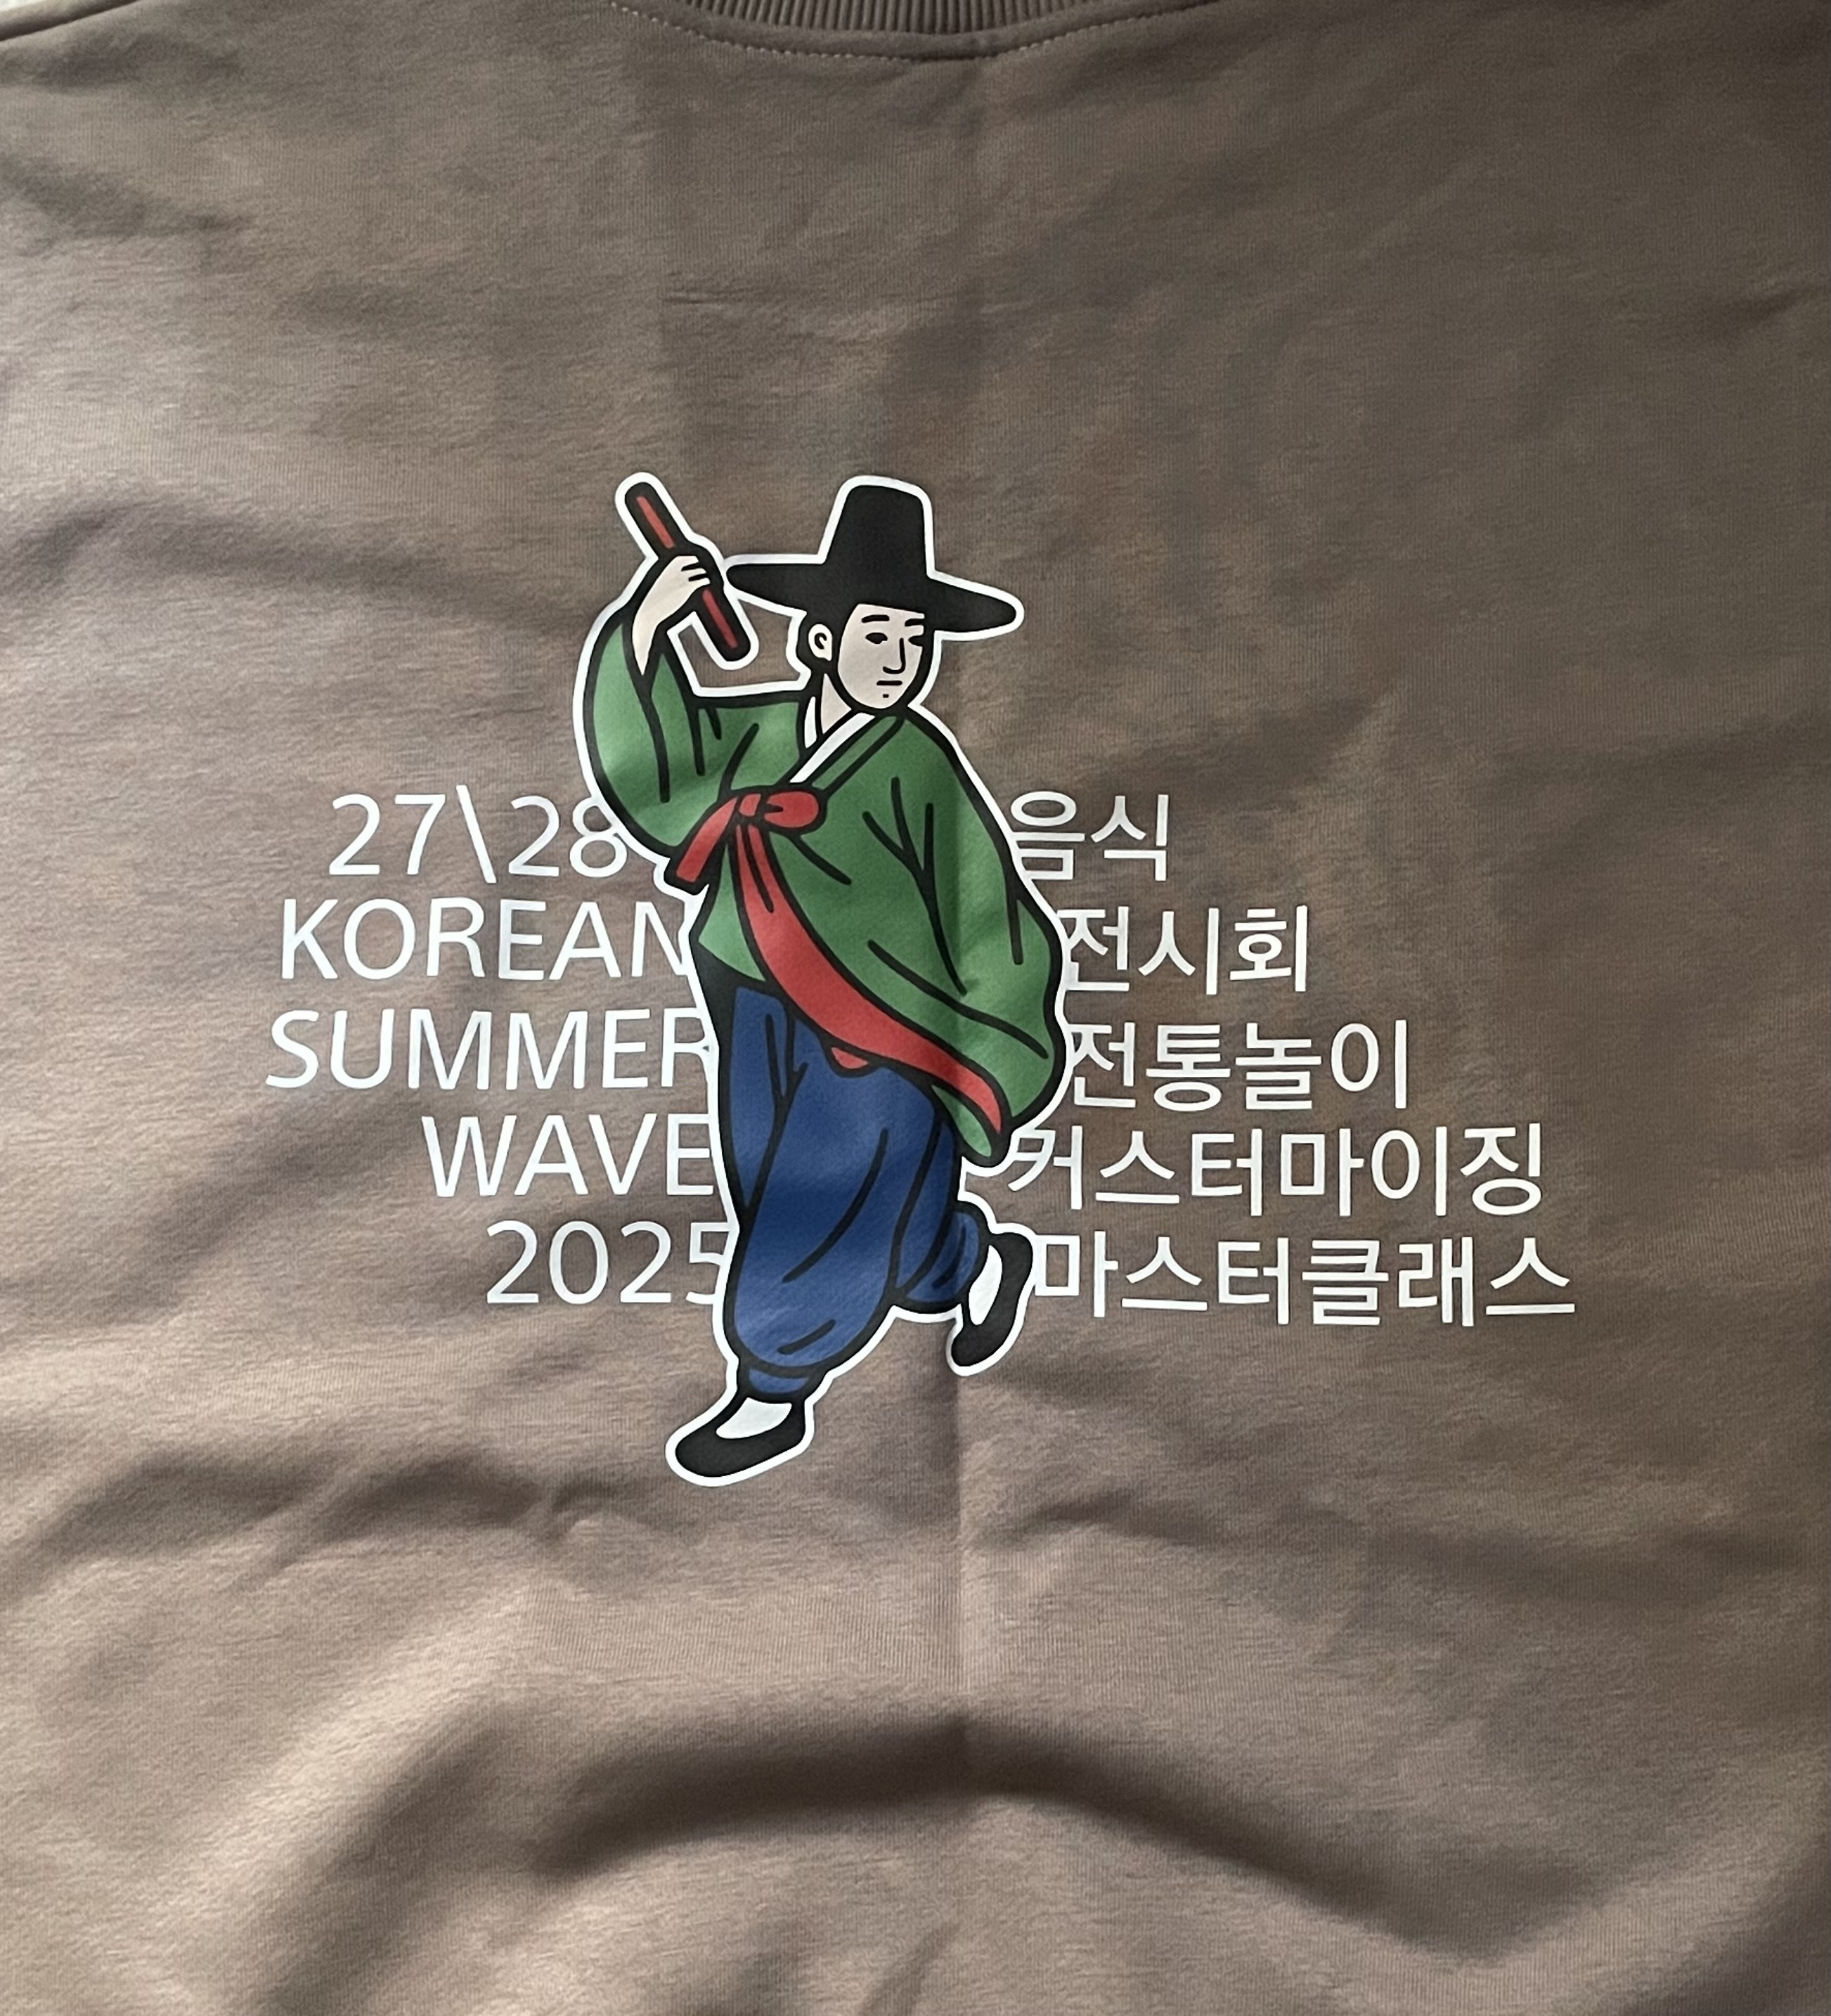 27\28 음식
KOREAN 전시회
SUMMER 전통놀이
WAVE 커스터마이징
2025 마스터클래스